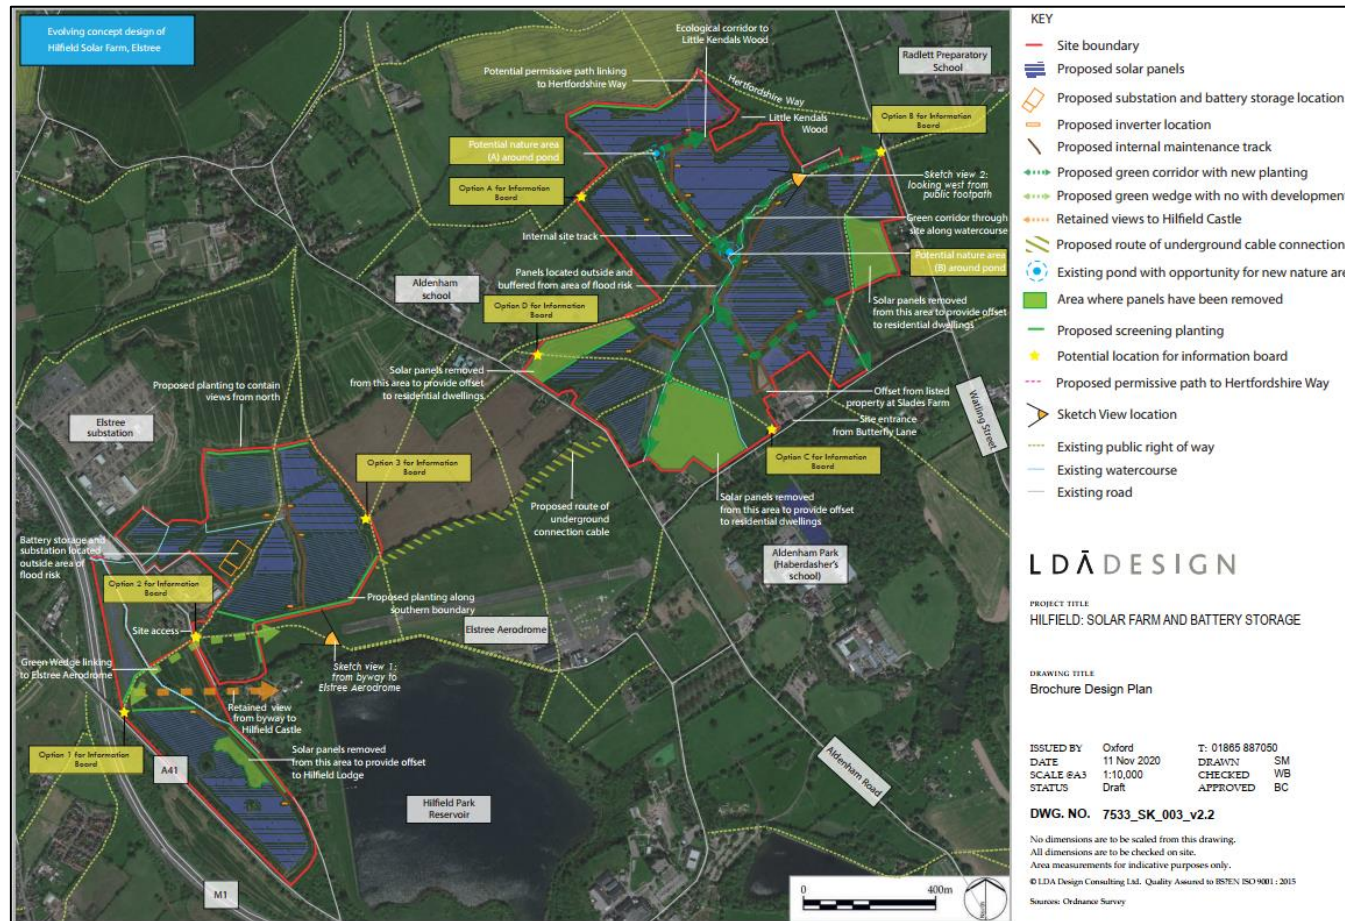 Evolving concept design of
Hilfield Solar Farm, Elstree
Ecological corridor to
Little Kendals Wood
Potential permissive path linking
to Hertfordshire Way
Hertfordshire Way
Radlett Preparatory
School
Little Kendals
Wood
Option B for Information
Board
Potential nature area
(A) around pond
Sketch view 2:
looking west from
public footpath
Option A for Information
Board
Green corridor through
site along watercourse
Internal site track
Potential nature area
(B) around pond
Panels located outside and
buffered from area of flood risk
Aldenham
school
Option D for Information
Board
Solar panels removed
from this area to provide offset
to residential dwellings
Solar panels removed
from this area to provide offset
to residential dwellings
Proposed planting to contain
views from north
Offset from listed
property at Slades Farm
Watling Street
Elstree
substation
Site entrance
from Butterfly Lane
Option 3 for Information
Board
Option C for Information
Board
Proposed route of
underground
connection cable
Solar panels removed
from this area to provide offset
to residential dwellings
Battery storage and
substation located
outside area of
flood risk
Aldenham Park
(Haberdasher's
school)
Option 2 for Information
Board
Proposed planting along
southern boundary
Site access
Elstree Aerodrome
Green Wedge linking
to Elstree Aerodrome
Sketch view 1:
from byway to
Elstree Aerodrome
Retained view
from byway to
Hilfield Castle
Option 1 for Information
Board
Solar panels removed
from this area to provide offset
to Hilfield Lodge
A41
Aldenham Road
Hilfield Park
Reservoir
M1
0 400m
North
KEY
Site boundary
Proposed solar panels
Proposed substation and battery storage location
Proposed inverter location
Proposed internal maintenance track
Proposed green corridor with new planting
Proposed green wedge with no with development
Retained views to Hilfield Castle
Proposed route of underground cable connection
Existing pond with opportunity for new nature are
Area where panels have been removed
Proposed screening planting
Potential location for information board
Proposed permissive path to Hertfordshire Way
Sketch View location
Existing public right of way
Existing watercourse
Existing road
LDĀDESIGN
PROJECT TITLE
HILFIELD: SOLAR FARM AND BATTERY STORAGE
DRAWING TITLE
Brochure Design Plan
ISSUED BY Oxford T: 01865 887050
DATE 11 Nov 2020 DRAWN SM
SCALE @A3 1:10,000 CHECKED WB
STATUS Draft APPROVED BC
DWG. NO. 7533_SK_003_v2.2
No dimensions are to be scaled from this drawing.
All dimensions are to be checked on site.
Area measurements for indicative purposes only.
© LDA Design Consulting Ltd. Quality Assured to BS?EN ISO 9001 : 2015
Sources: Ordnance Survey